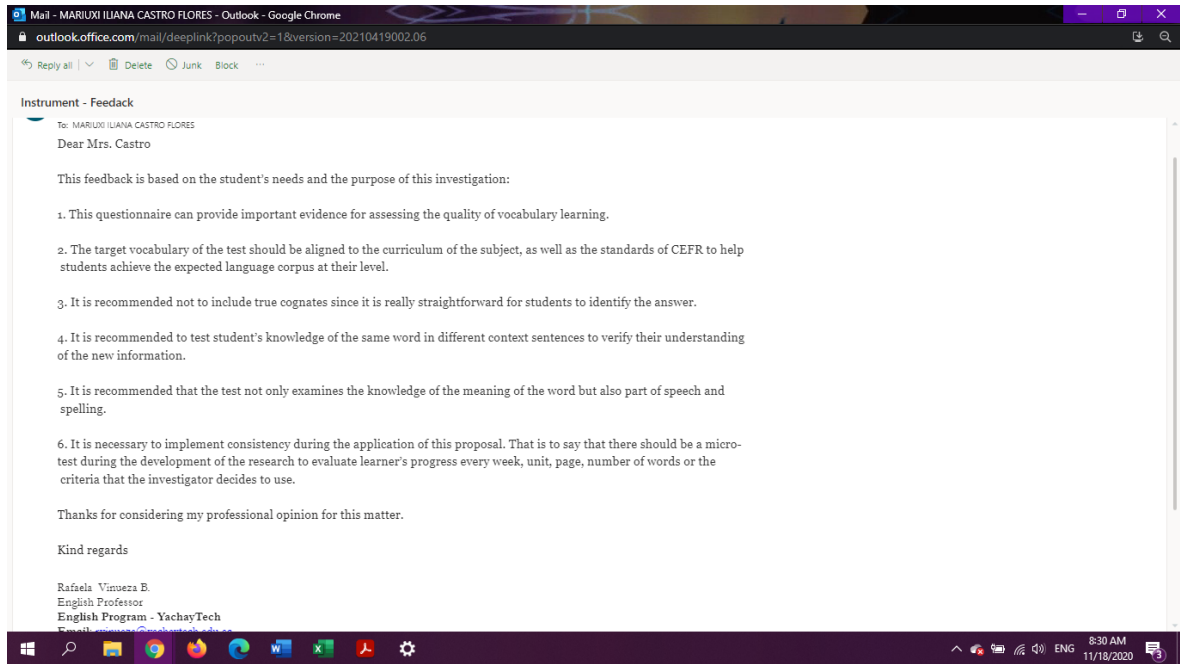 Mail - MARIUXI ILIANA CASTRO FLORES - Outlook - Google Chrome
outlook.office.com/mail/deeplink?popoutv2=1&version=20210419002.06
Reply all Delete Junk Block ...
Instrument - Feedack
To: MARIUXI ILIANA CASTRO FLORES
Dear Mrs. Castro
This feedback is based on the student's needs and the purpose of this investigation:
1. This questionnaire can provide important evidence for assessing the quality of vocabulary learning.
2. The target vocabulary of the test should be aligned to the curriculum of the subject, as well as the standards of CEFR to help
students achieve the expected language corpus at their level.
3. It is recommended not to include true cognates since it is really straightforward for students to identify the answer.
4. It is recommended to test student's knowledge of the same word in different context sentences to verify their understanding
of the new information.
5. It is recommended that the test not only examines the knowledge of the meaning of the word but also part of speech and
spelling.
6. It is necessary to implement consistency during the application of this proposal. That is to say that there should be a micro-
test during the development of the research to evaluate learner's progress every week, unit, page, number of words or the
criteria that the investigator decides to use.
Thanks for considering my professional opinion for this matter.
Kind regards
Rafaela Vinueza B.
English Professor
English Program - YachayTech
Email:
ENG
8:30 AM
11/18/2020
3